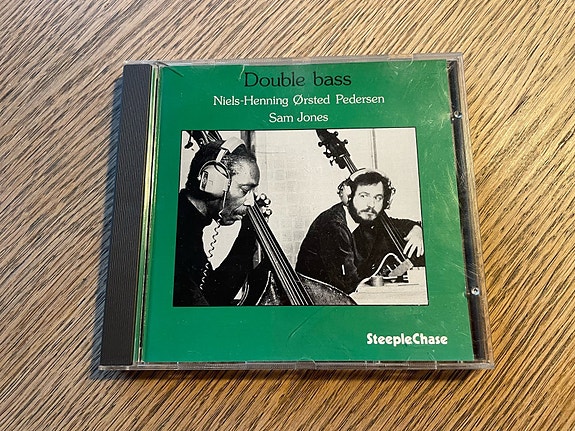 Double bass
Niels-Henning Ørsted Pedersen
Sam Jones
SteepleChase